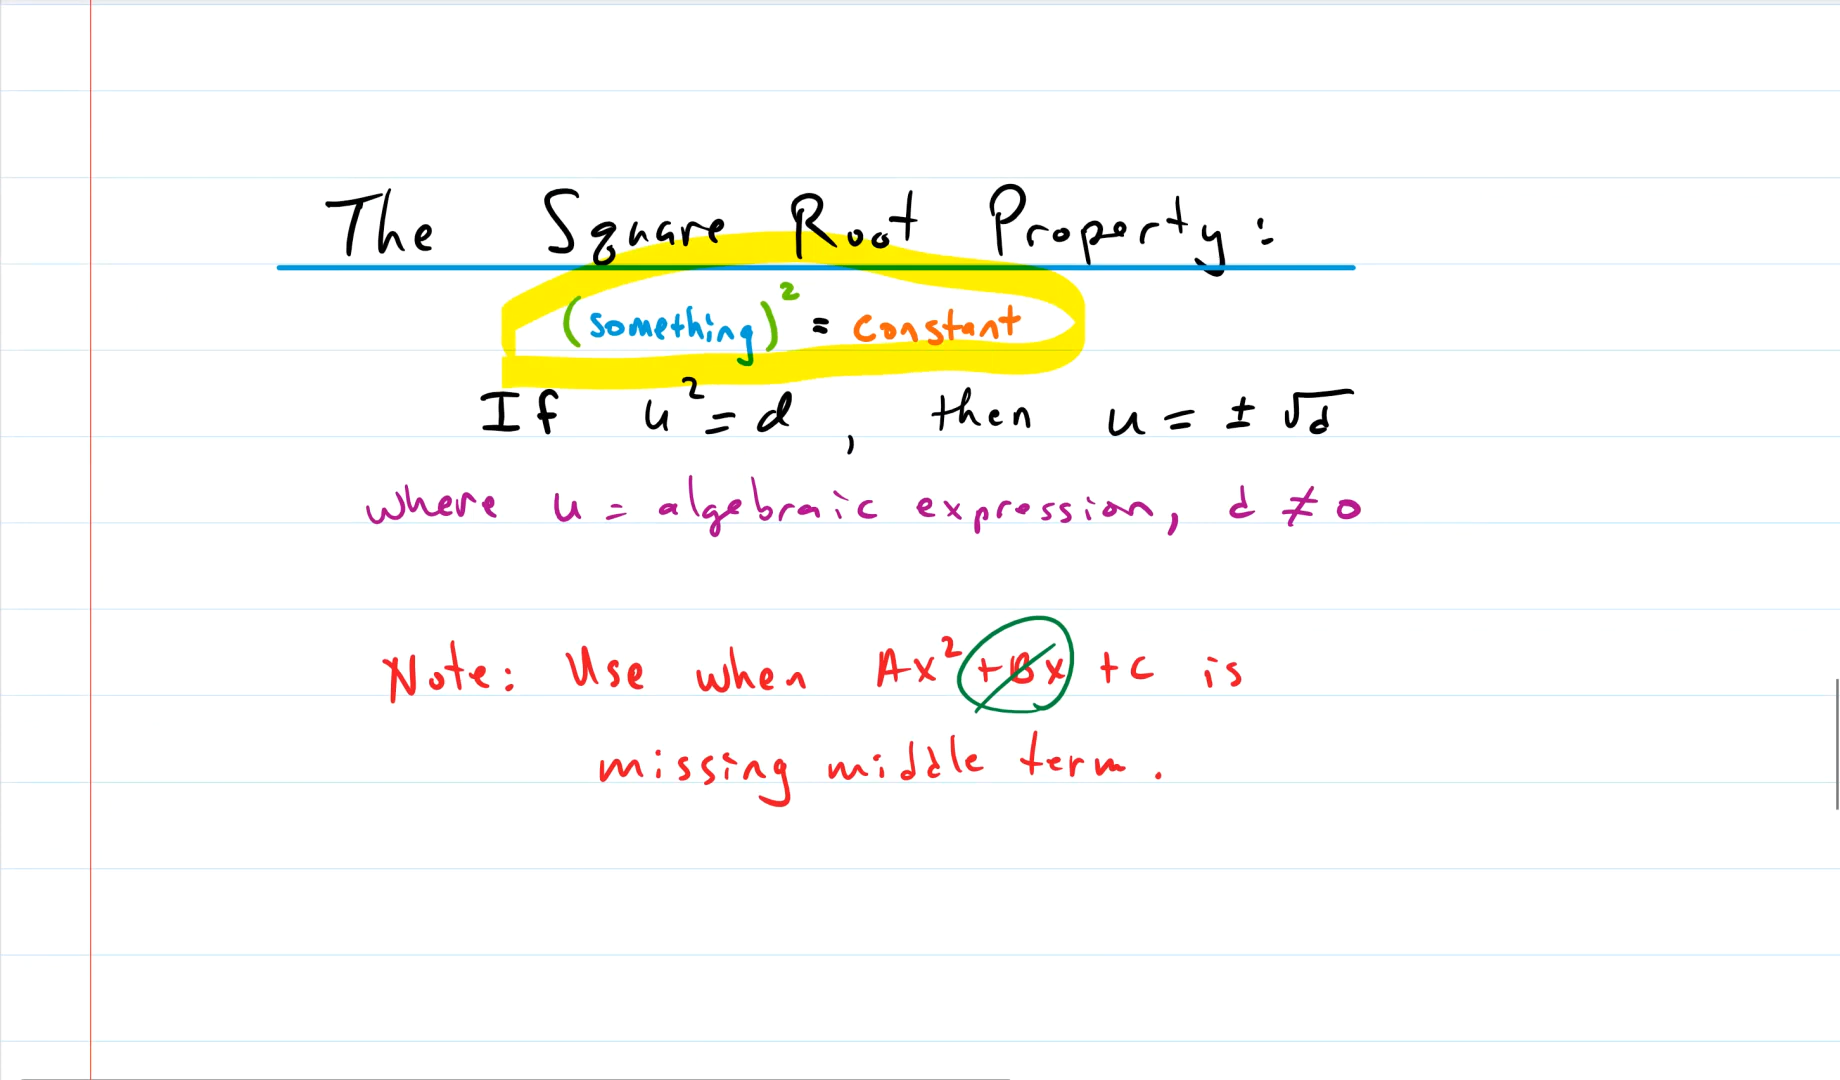 The Square Root Property:
(something)² = constant
If u² = d, then u = ± √d
where u = algebraic expression, d ≠ 0
Note: Use when Ax² +Bx +C is
missing middle term.